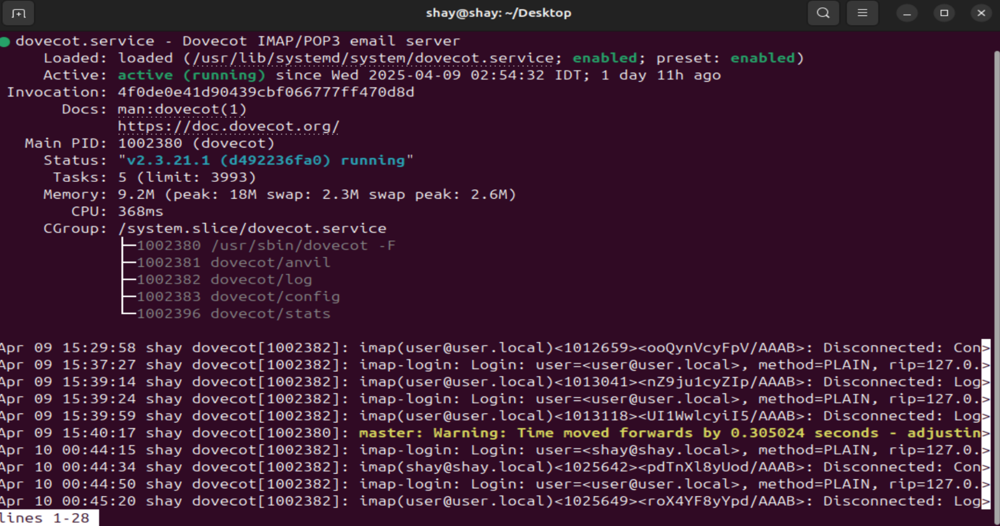 shay@shay: ~/Desktop
dovecot.service - Dovecot IMAP/POP3 email server
Loaded: loaded (/usr/lib/systemd/system/dovecot.service; enabled; preset: enabled)
Active: active (running) since Wed 2025-04-09 02:54:32 IDT; 1 day 11h ago
Invocation: 4f0de0e41d90439cbf066777ff470d8d
Docs: man:dovecot(1)
https://doc.dovecot.org/
Main PID: 1002380 (dovecot)
Status: "v2.3.21.1 (d492236fa0) running"
Tasks: 5 (limit: 3993)
Memory: 9.2M (peak: 18M swap: 2.3M swap peak: 2.6M)
CPU: 368ms
CGroup: /system.slice/dovecot.service
├─1002380 /usr/sbin/dovecot -F
├─1002381 dovecot/anvil
├─1002382 dovecot/log
├─1002383 dovecot/config
└─1002396 dovecot/stats
Apr 09 15:29:58 shay dovecot[1002382]: imap(user@user.local)<1012659><ooQynVcyFpV/AAAB>: Disconnected: Con>
Apr 09 15:37:27 shay dovecot[1002382]: imap-login: Login: user=<user@user.local>, method=PLAIN, rip=127.0.>
Apr 09 15:39:14 shay dovecot[1002382]: imap(user@user.local)<1013041><nZ9ju1cyZIp/AAAB>: Disconnected: Log>
Apr 09 15:39:24 shay dovecot[1002382]: imap-login: Login: user=<user@user.local>, method=PLAIN, rip=127.0.>
Apr 09 15:39:59 shay dovecot[1002382]: imap(user@user.local)<1013118><UI1WwlcyiI5/AAAB>: Disconnected: Log>
Apr 09 15:40:17 shay dovecot[1002380]: master: Warning: Time moved forwards by 0.305024 seconds - adjustin>
Apr 10 00:44:15 shay dovecot[1002382]: imap-login: Login: user=<shay@shay.local>, method=PLAIN, rip=127.0.>
Apr 10 00:44:34 shay dovecot[1002382]: imap(shay@shay.local)<1025642><pdTnXl8yUod/AAAB>: Disconnected: Con>
Apr 10 00:44:50 shay dovecot[1002382]: imap-login: Login: user=<user@user.local>, method=PLAIN, rip=127.0.>
Apr 10 00:45:20 shay dovecot[1002382]: imap(user@user.local)<1025649><roX4YF8yYpd/AAAB>: Disconnected: Log>
lines 1-28